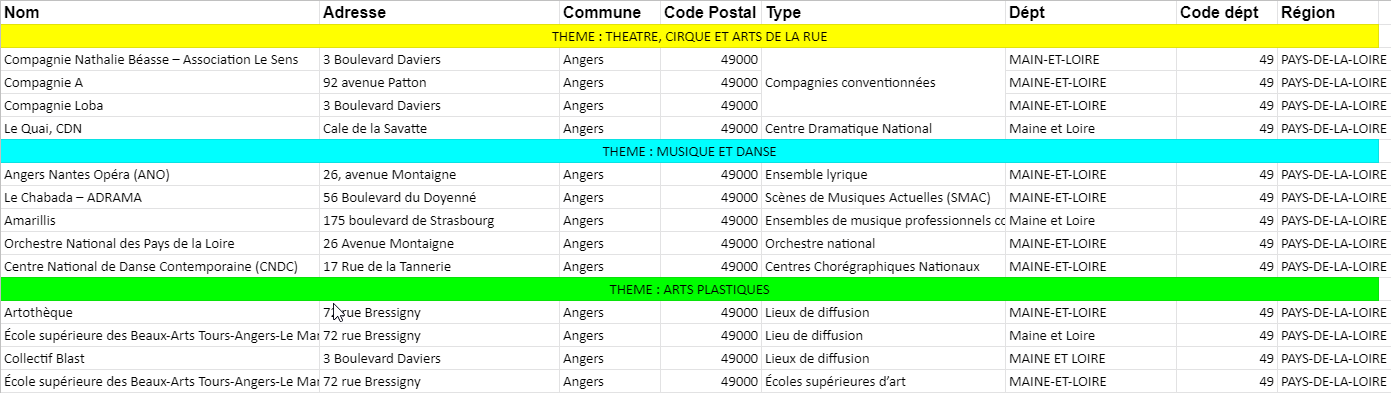 Nom Adresse Commune Code Postal Type Dépt Code dépt Région
THEME : THEATRE, CIRQUE ET ARTS DE LA RUE
Compagnie Nathalie Béasse – Association Le Sens 3 Boulevard Daviers Angers 49000 MAIN-ET-LOIRE 49 PAYS-DE-LA-LOIRE
Compagnie A 92 avenue Patton Angers 49000 Compagnies conventionnées MAINE-ET-LOIRE 49 PAYS-DE-LA-LOIRE
Compagnie Loba 3 Boulevard Daviers Angers 49000 MAINE-ET-LOIRE 49 PAYS-DE-LA-LOIRE
Le Quai, CDN Cale de la Savatte Angers 49000 Centre Dramatique National Maine et Loire 49 PAYS-DE-LA-LOIRE
THEME : MUSIQUE ET DANSE
Angers Nantes Opéra (ANO) 26, avenue Montaigne Angers 49000 Ensemble lyrique MAINE-ET-LOIRE 49 PAYS-DE-LA-LOIRE
Le Chabada – ADRAMA 56 Boulevard du Doyenné Angers 49000 Scènes de Musiques Actuelles (SMAC) MAINE-ET-LOIRE 49 PAYS-DE-LA-LOIRE
Amarillis 175 boulevard de Strasbourg Angers 49000 Ensembles de musique professionnels co Maine et Loire 49 PAYS-DE-LA-LOIRE
Orchestre National des Pays de la Loire 26 Avenue Montaigne Angers 49000 Orchestre national MAINE-ET-LOIRE 49 PAYS-DE-LA-LOIRE
Centre National de Danse Contemporaine (CNDC) 17 Rue de la Tannerie Angers 49000 Centres Chorégraphiques Nationaux MAINE-ET-LOIRE 49 PAYS-DE-LA-LOIRE
THEME : ARTS PLASTIQUES
Artothèque rue Bressigny Angers 49000 Lieux de diffusion MAINE-ET-LOIRE 49 PAYS-DE-LA-LOIRE
École supérieure des Beaux-Arts Tours-Angers-Le Mar 72 rue Bressigny Angers 49000 Lieu de diffusion Maine et Loire 49 PAYS-DE-LA-LOIRE
Collectif Blast 3 Boulevard Daviers Angers 49000 Lieux de diffusion MAINE ET LOIRE 49 PAYS-DE-LA-LOIRE
École supérieure des Beaux-Arts Tours-Angers-Le Mar 72 rue Bressigny Angers 49000 Écoles supérieures d’art MAINE-ET-LOIRE 49 PAYS-DE-LA-LOIRE